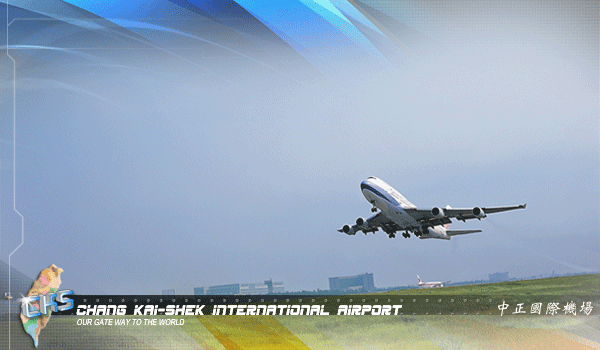 CKS
CHANG KAI-SHEK INTERNATIONAL AIRPORT
中正國際機場
OUR GATE WAY TO THE WORLD